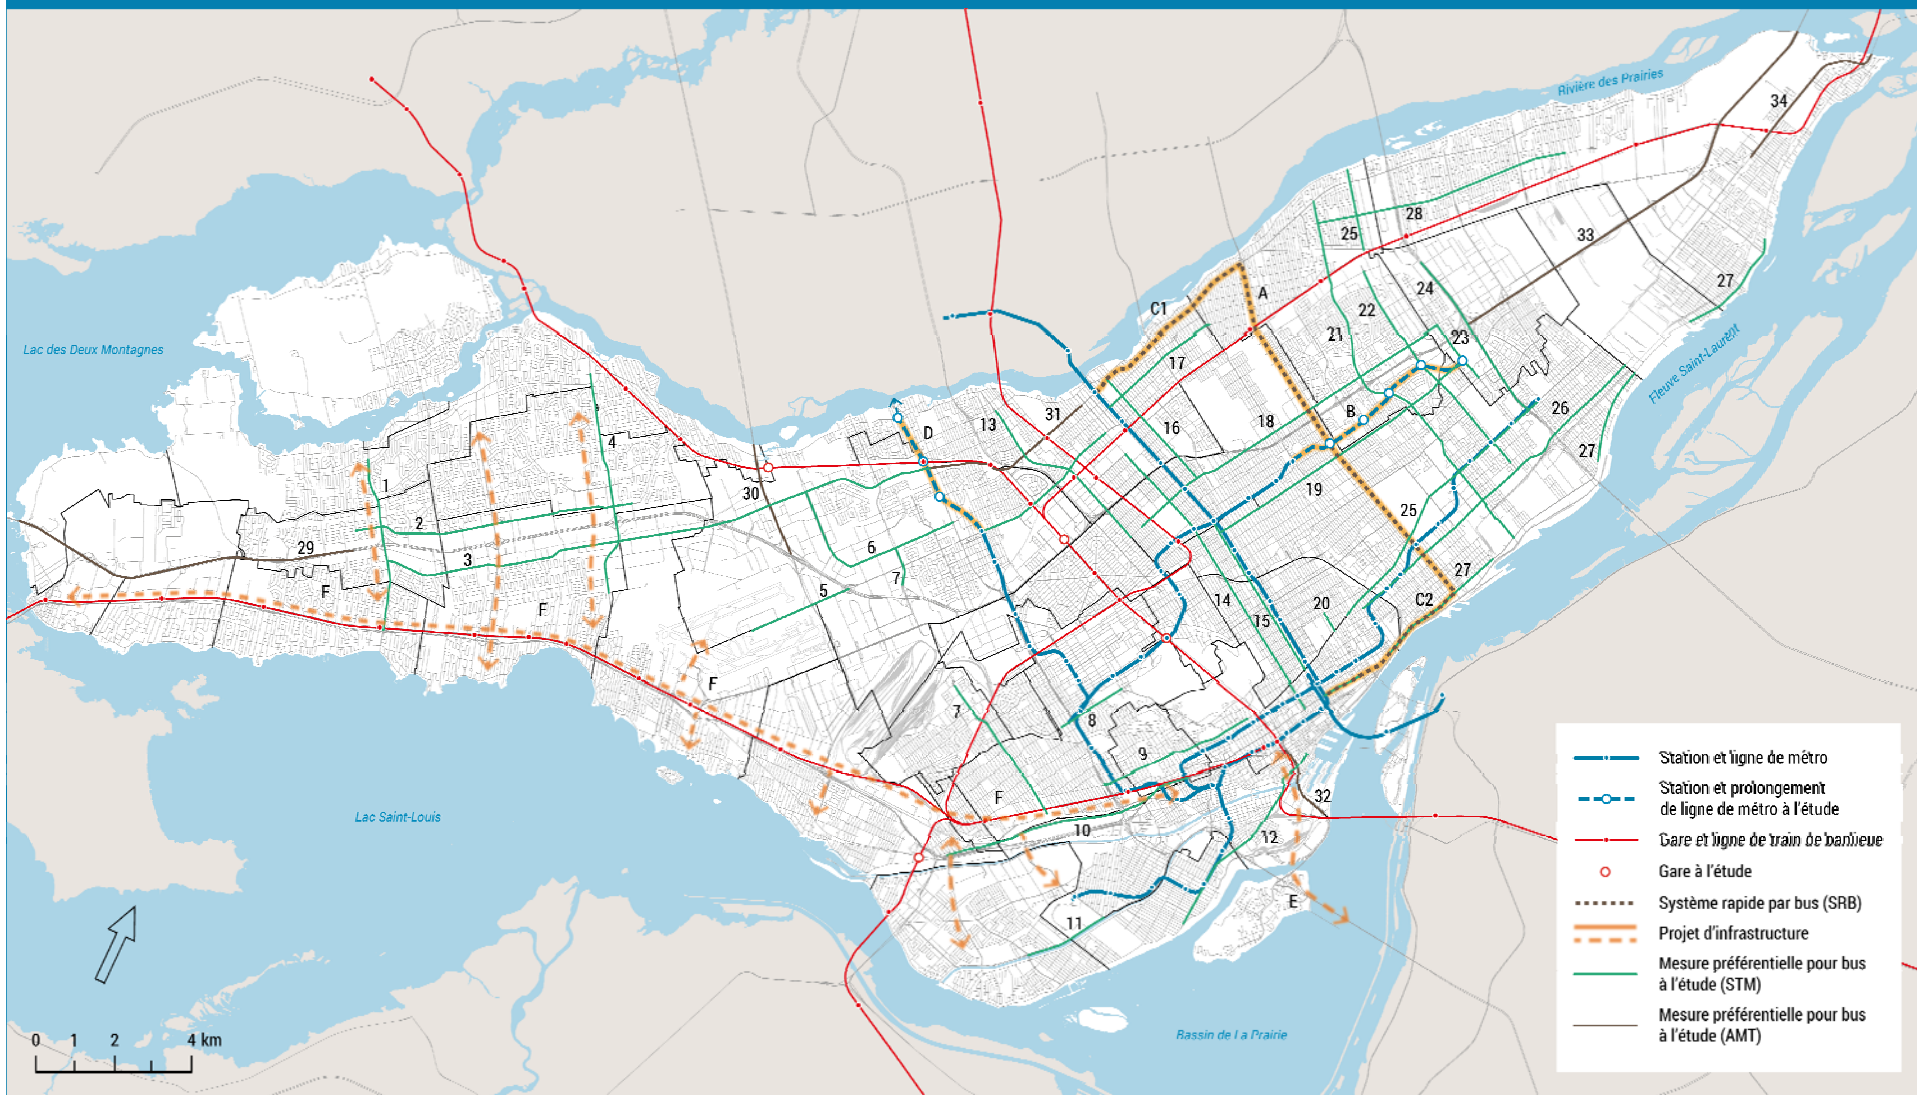 Rivière des Prairies
34
28
25
33
27
24
C1
A
22
21
23
17
Lac des Deux Montagnes
Fleuve Saint-Laurent
B
26
31
13
16
18
D
4
27
1
30
19
2
25
29
3
6
7
27
5
F
F
14
20
C2
15
F
7
8
9
F
32
10
12
Lac Saint-Louis
E
11
Bassin de La Prairie
0 1 2 4 km
Station et ligne de métro
Station et prolongement
de ligne de métro à l'étude
Gare et ligne de train de banlieue
Gare à l'étude
Système rapide par bus (SRB)
Projet d'infrastructure
Mesure préférentielle pour bus
à l'étude (STM)
Mesure préférentielle pour bus
à l'étude (AMT)